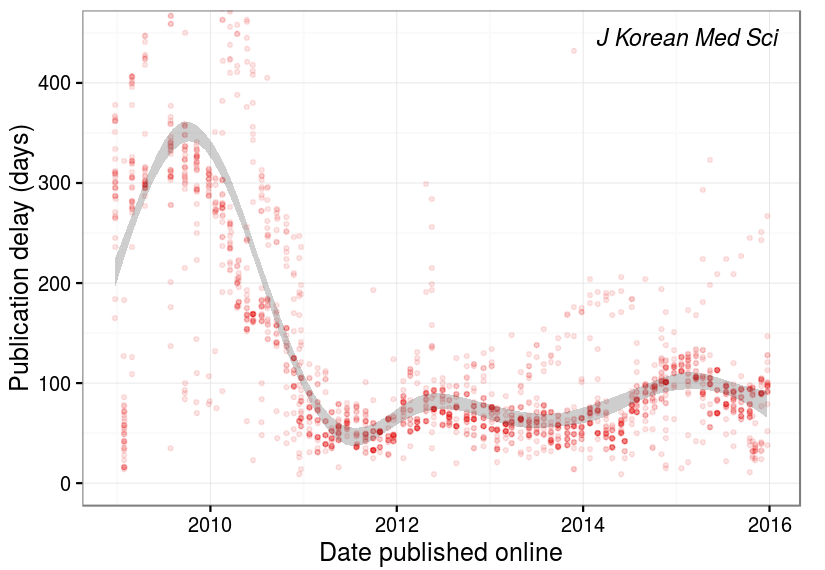 J Korean Med Sci
Publication delay (days)
400
300
200
100
0
2010 2012 2014 2016
Date published online